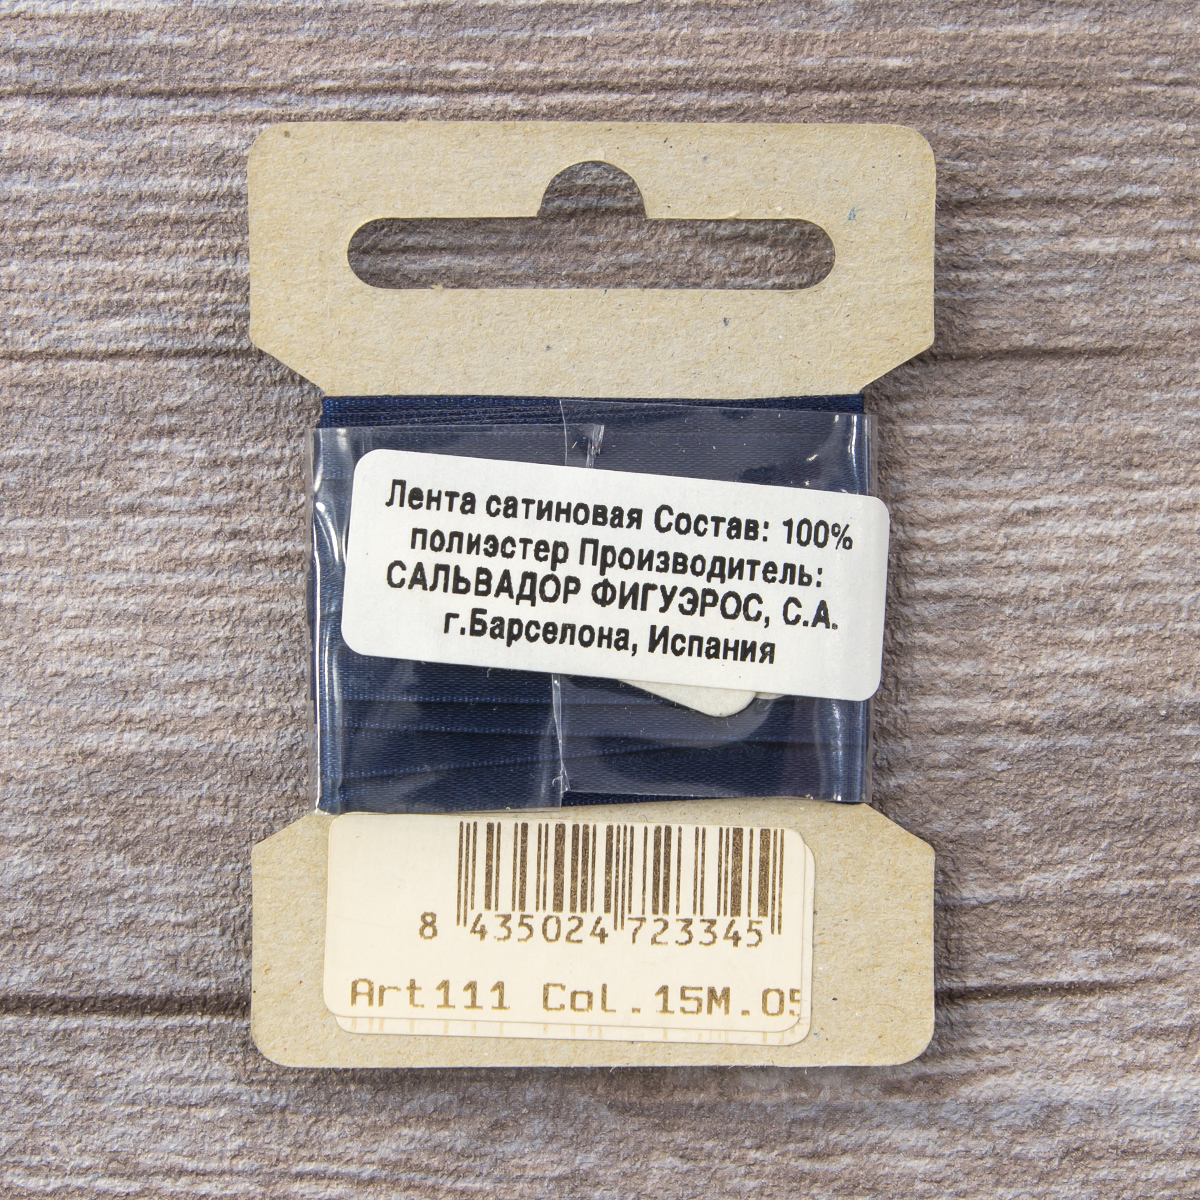 Лента сатиновая Состав: 100%
полиэстер Производитель:
САЛЬВАДОР ФИГУЭРОС, С.А.
г.Барселона, Испания
8 435024 723345
Art111 Col.15M.05